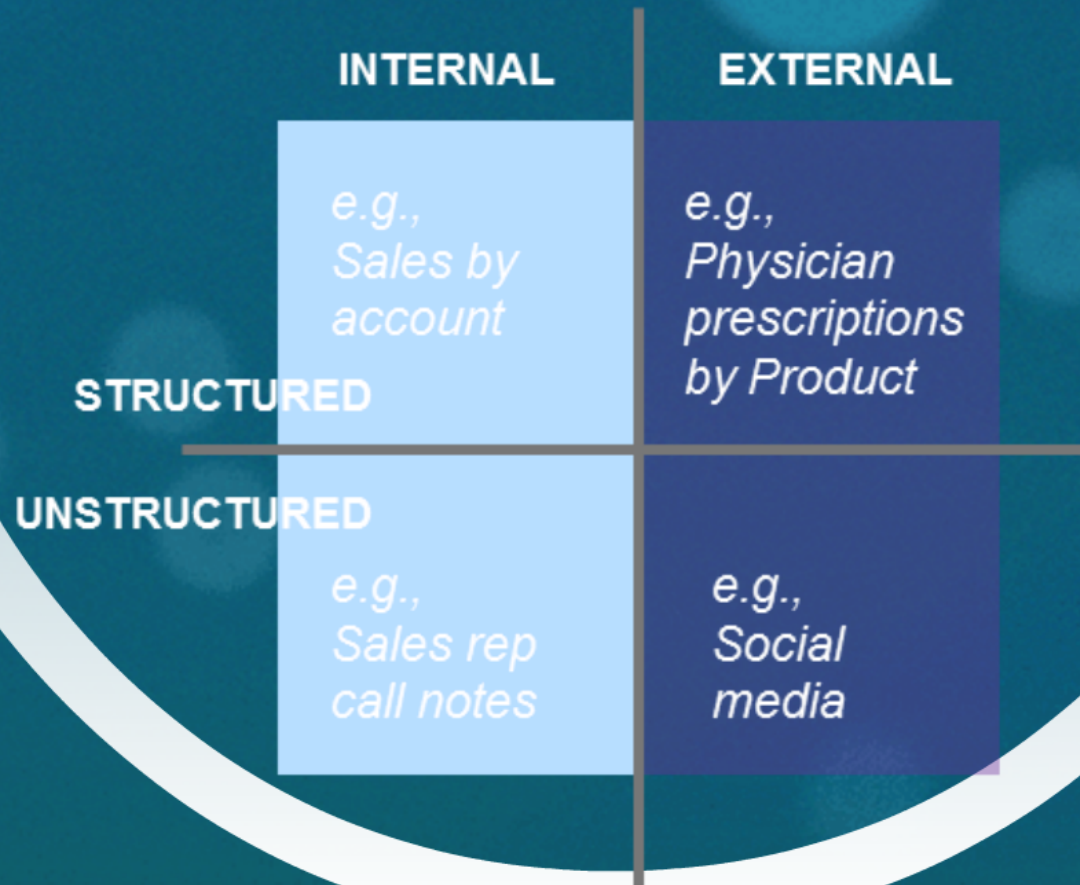 INTERNAL
EXTERNAL
e.g.,
Sales by
account
e.g.,
Physician
prescriptions
by Product
STRUCTURED
UNSTRUCTURED
e.g.,
Sales rep
call notes
e.g.,
Social
media